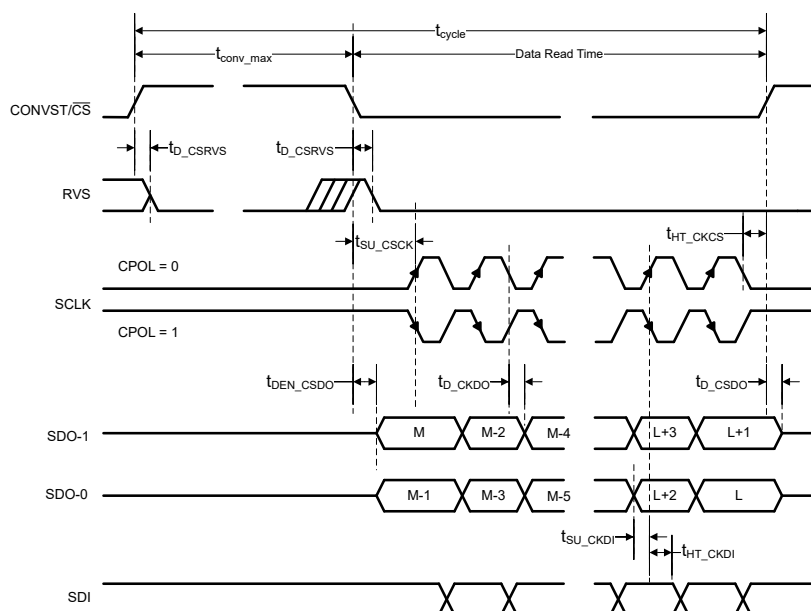 tcycle
tconv_max
Data Read Time
CONVST/CS
tD_CSRVS
tD_CSRVS
RVS
tSU_CSCK
tHT_CKCS
CPOL = 0
SCLK
CPOL = 1
tDEN_CSDO
tD_CKDO
tD_CSDO
SDO-1
M
M-2
M-4
L+3
L+1
SDO-0
M-1
M-3
M-5
L+2
L
tSU_CKDI
tHT_CKDI
SDI